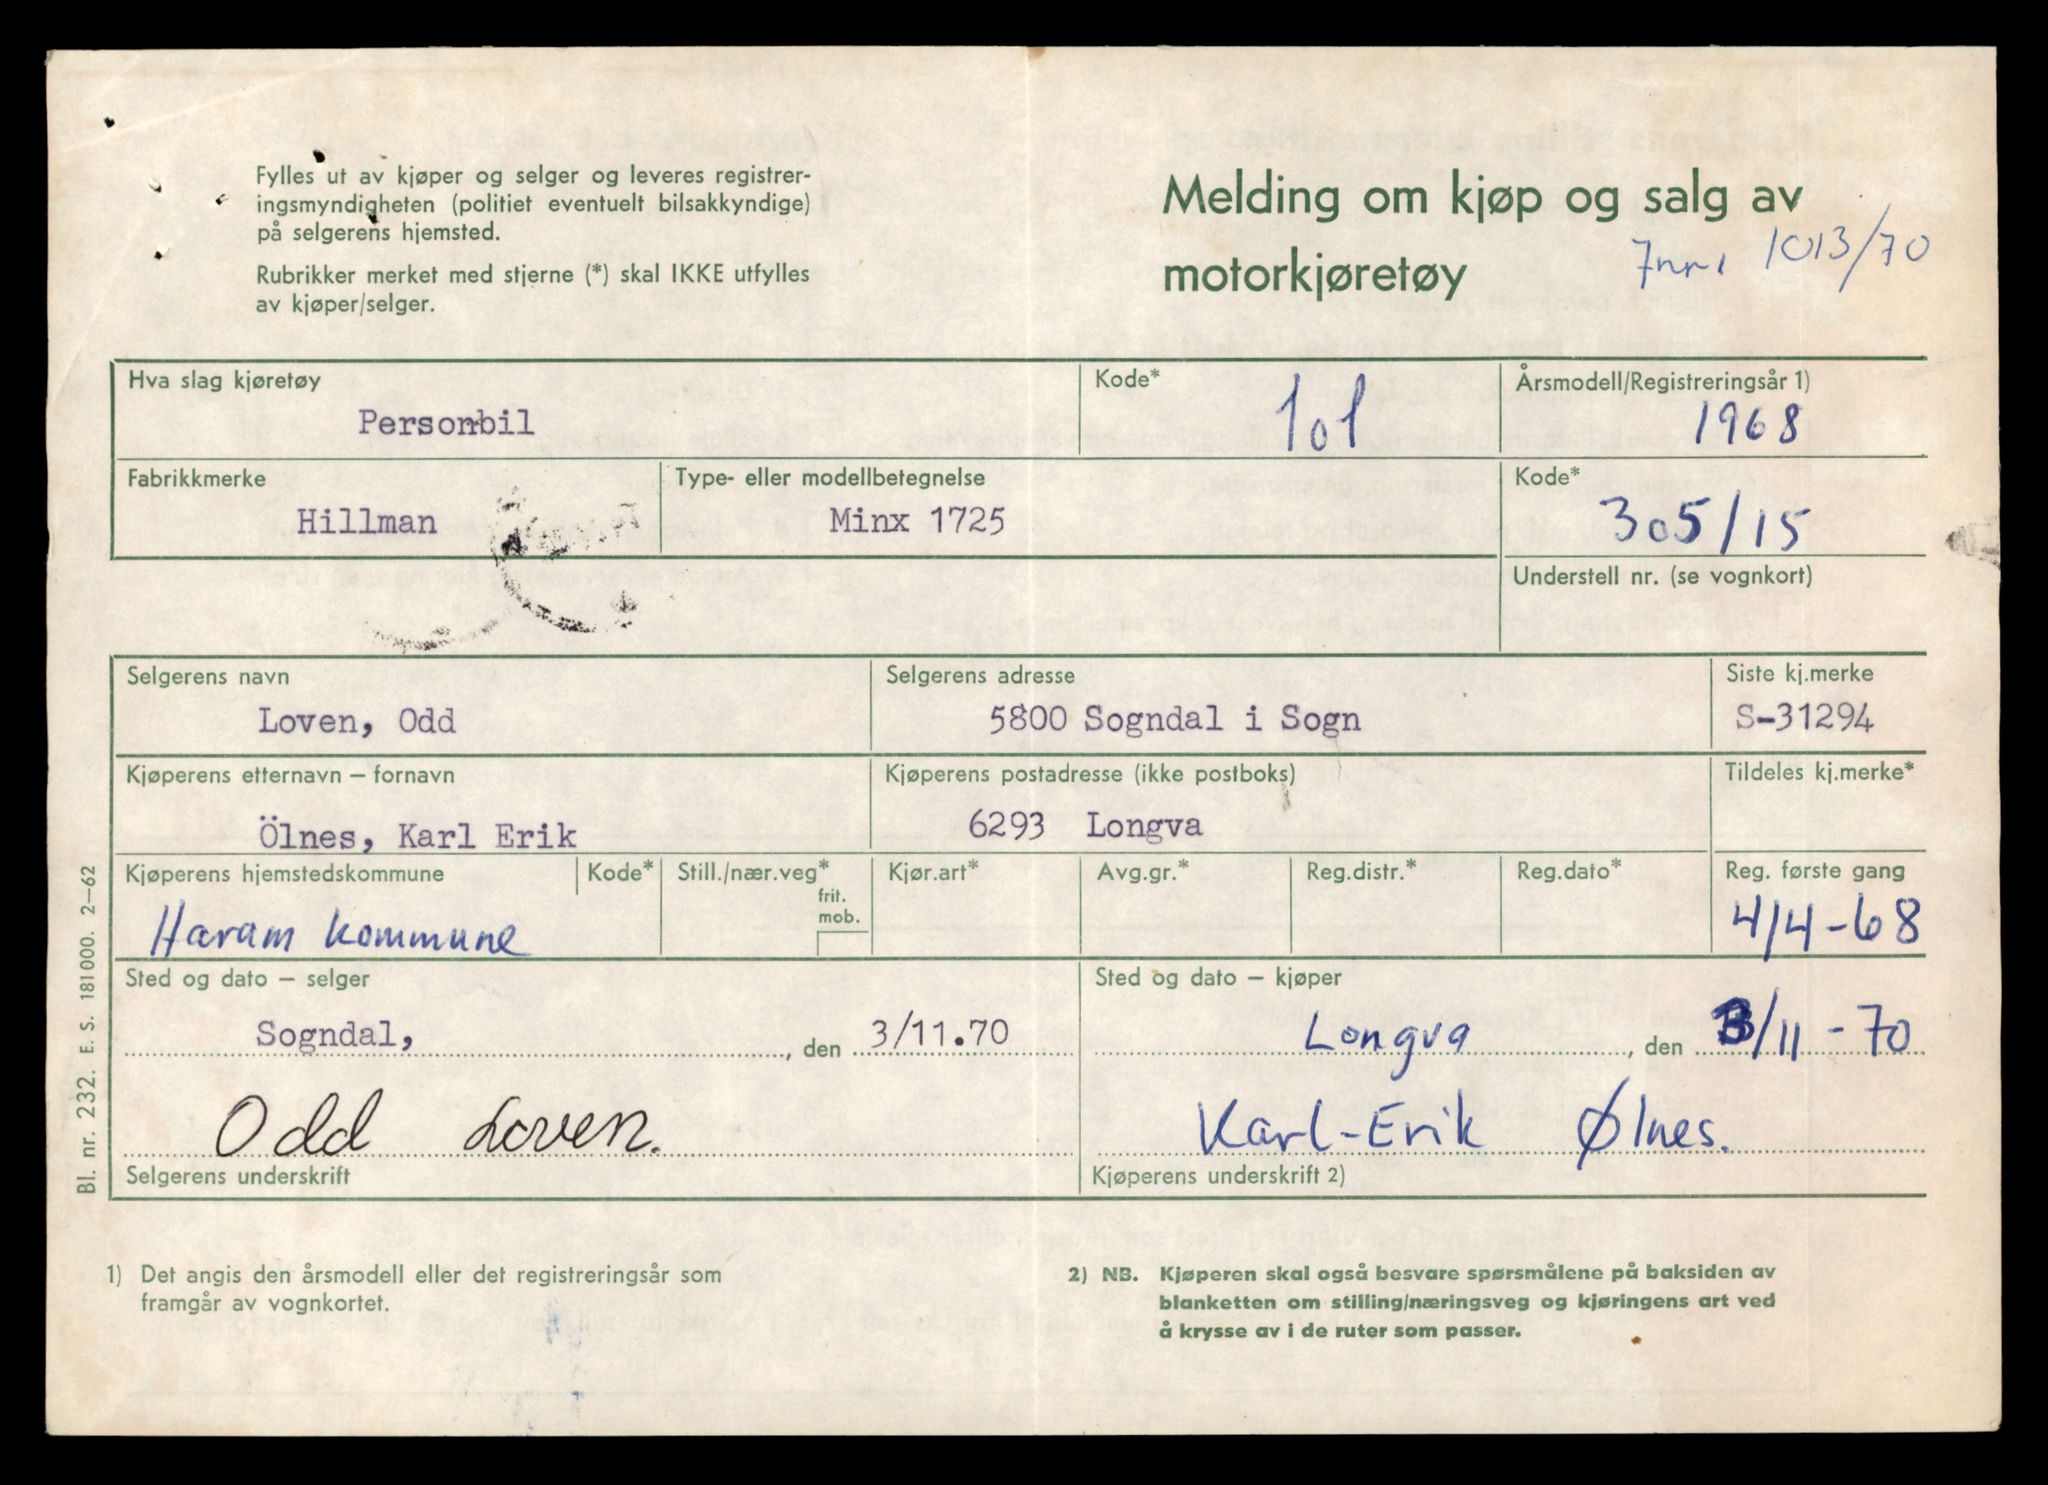 Fylles ut av kjøper og selger og leveres registrer-
ingsmyndigheten (politiet eventuelt bilsakkyndige)
på selgerens hjemsted.
Rubrikker merket med stjerne (*) skal IKKE utfylles
av kjøper/selger.
Melding om kjøp og salg av
motorkjøretøy
1013/70
Hva slag kjøretøy
Personbil
Kode*
101
Årsmodell/Registreringsår 1)
1968
Fabrikkmerke
Hillman
Type- eller modellbetegnelse
Minx 1725
Kode*
305/15
Understell nr. (se vognkort)
Selgerens navn
Loven, Odd
Selgerens adresse
5800 Sogndal i Sogn
Siste kj.merke
S-31294
Kjøperens etternavn – fornavn
Ölnes, Karl Erik
Kjøperens postadresse (ikke postboks)
6293 Longva
Tildeles kj.merke*
Kjøperens hjemstedskommune
Haram kommune
Kode*
Still./nær.veg*
frit.
mob.
Kjør.art*
Avg.gr.*
Reg.distr.*
Reg.dato*
Reg. første gang
4/4-68
Sted og dato – selger
Sogndal, , den 3/11.70
Sted og dato – kjøper
Longva , den 3/11-70
Odd Loven.
Selgerens underskrift
Karl-Erik Ølnes.
Kjøperens underskrift 2)
Bl. nr. 232. E. S. 181000. 2–62
1) Det angis den årsmodell eller det registreringsår som
framgår av vognkortet.
2) NB. Kjøperen skal også besvare spørsmålene på baksiden av
blanketten om stilling/næringsveg og kjøringens art ved
å krysse av i de ruter som passer.